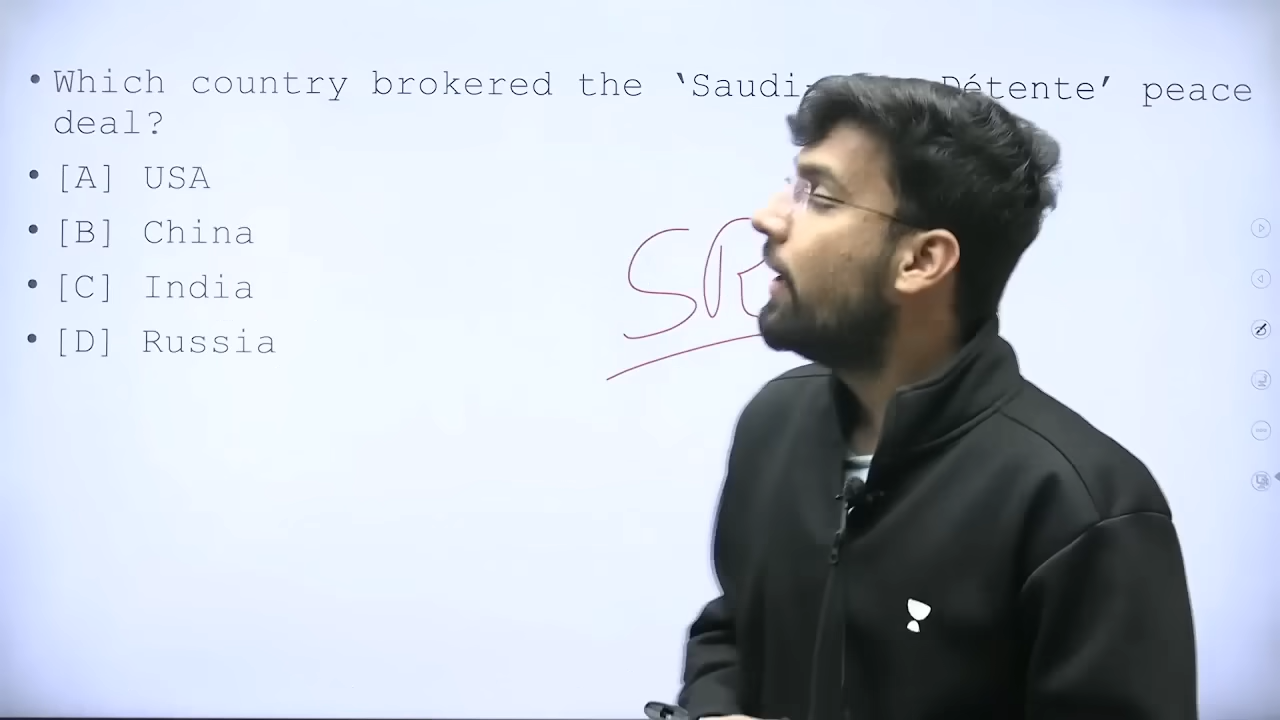 • Which country brokered the ‘Saudi- Détente’ peace
deal?
• [A] USA
• [B] China
• [C] India
• [D] Russia